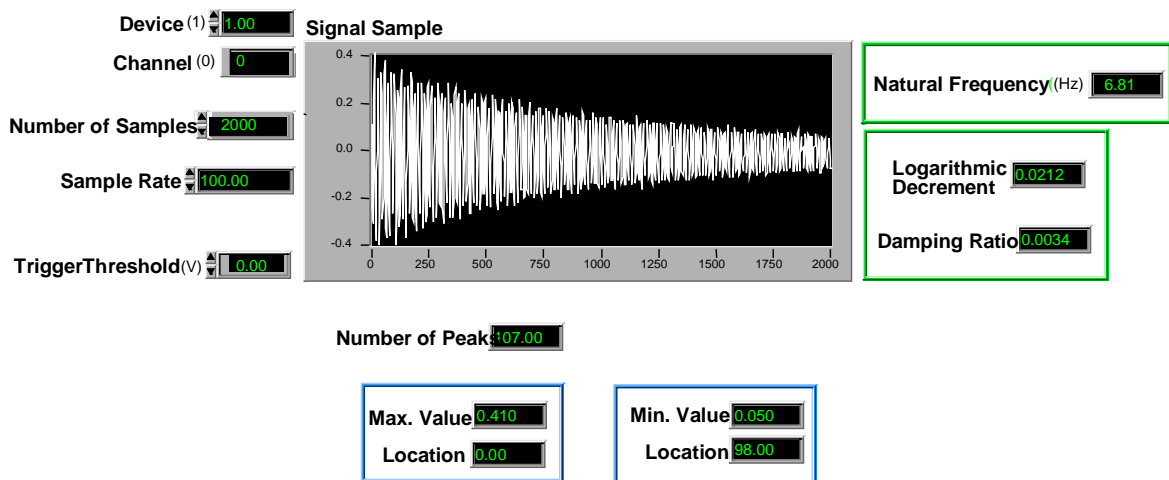 Device (1) 1.00
Channel (0) 0
Number of Samples 2000
Sample Rate 100.00
TriggerThreshold(V) 0.00
Signal Sample
0.4
0.2
0.0
-0.2
-0.4
0 250 500 750 1000 1250 1500 1750 2000
Natural Frequency((Hz) 6.81
Logarithmic
Decrement 0.0212
Damping Ratio 0.0034
Number of Peaks 107.00
Max. Value 0.410
Location 0.00
Min. Value 0.050
Location 98.00